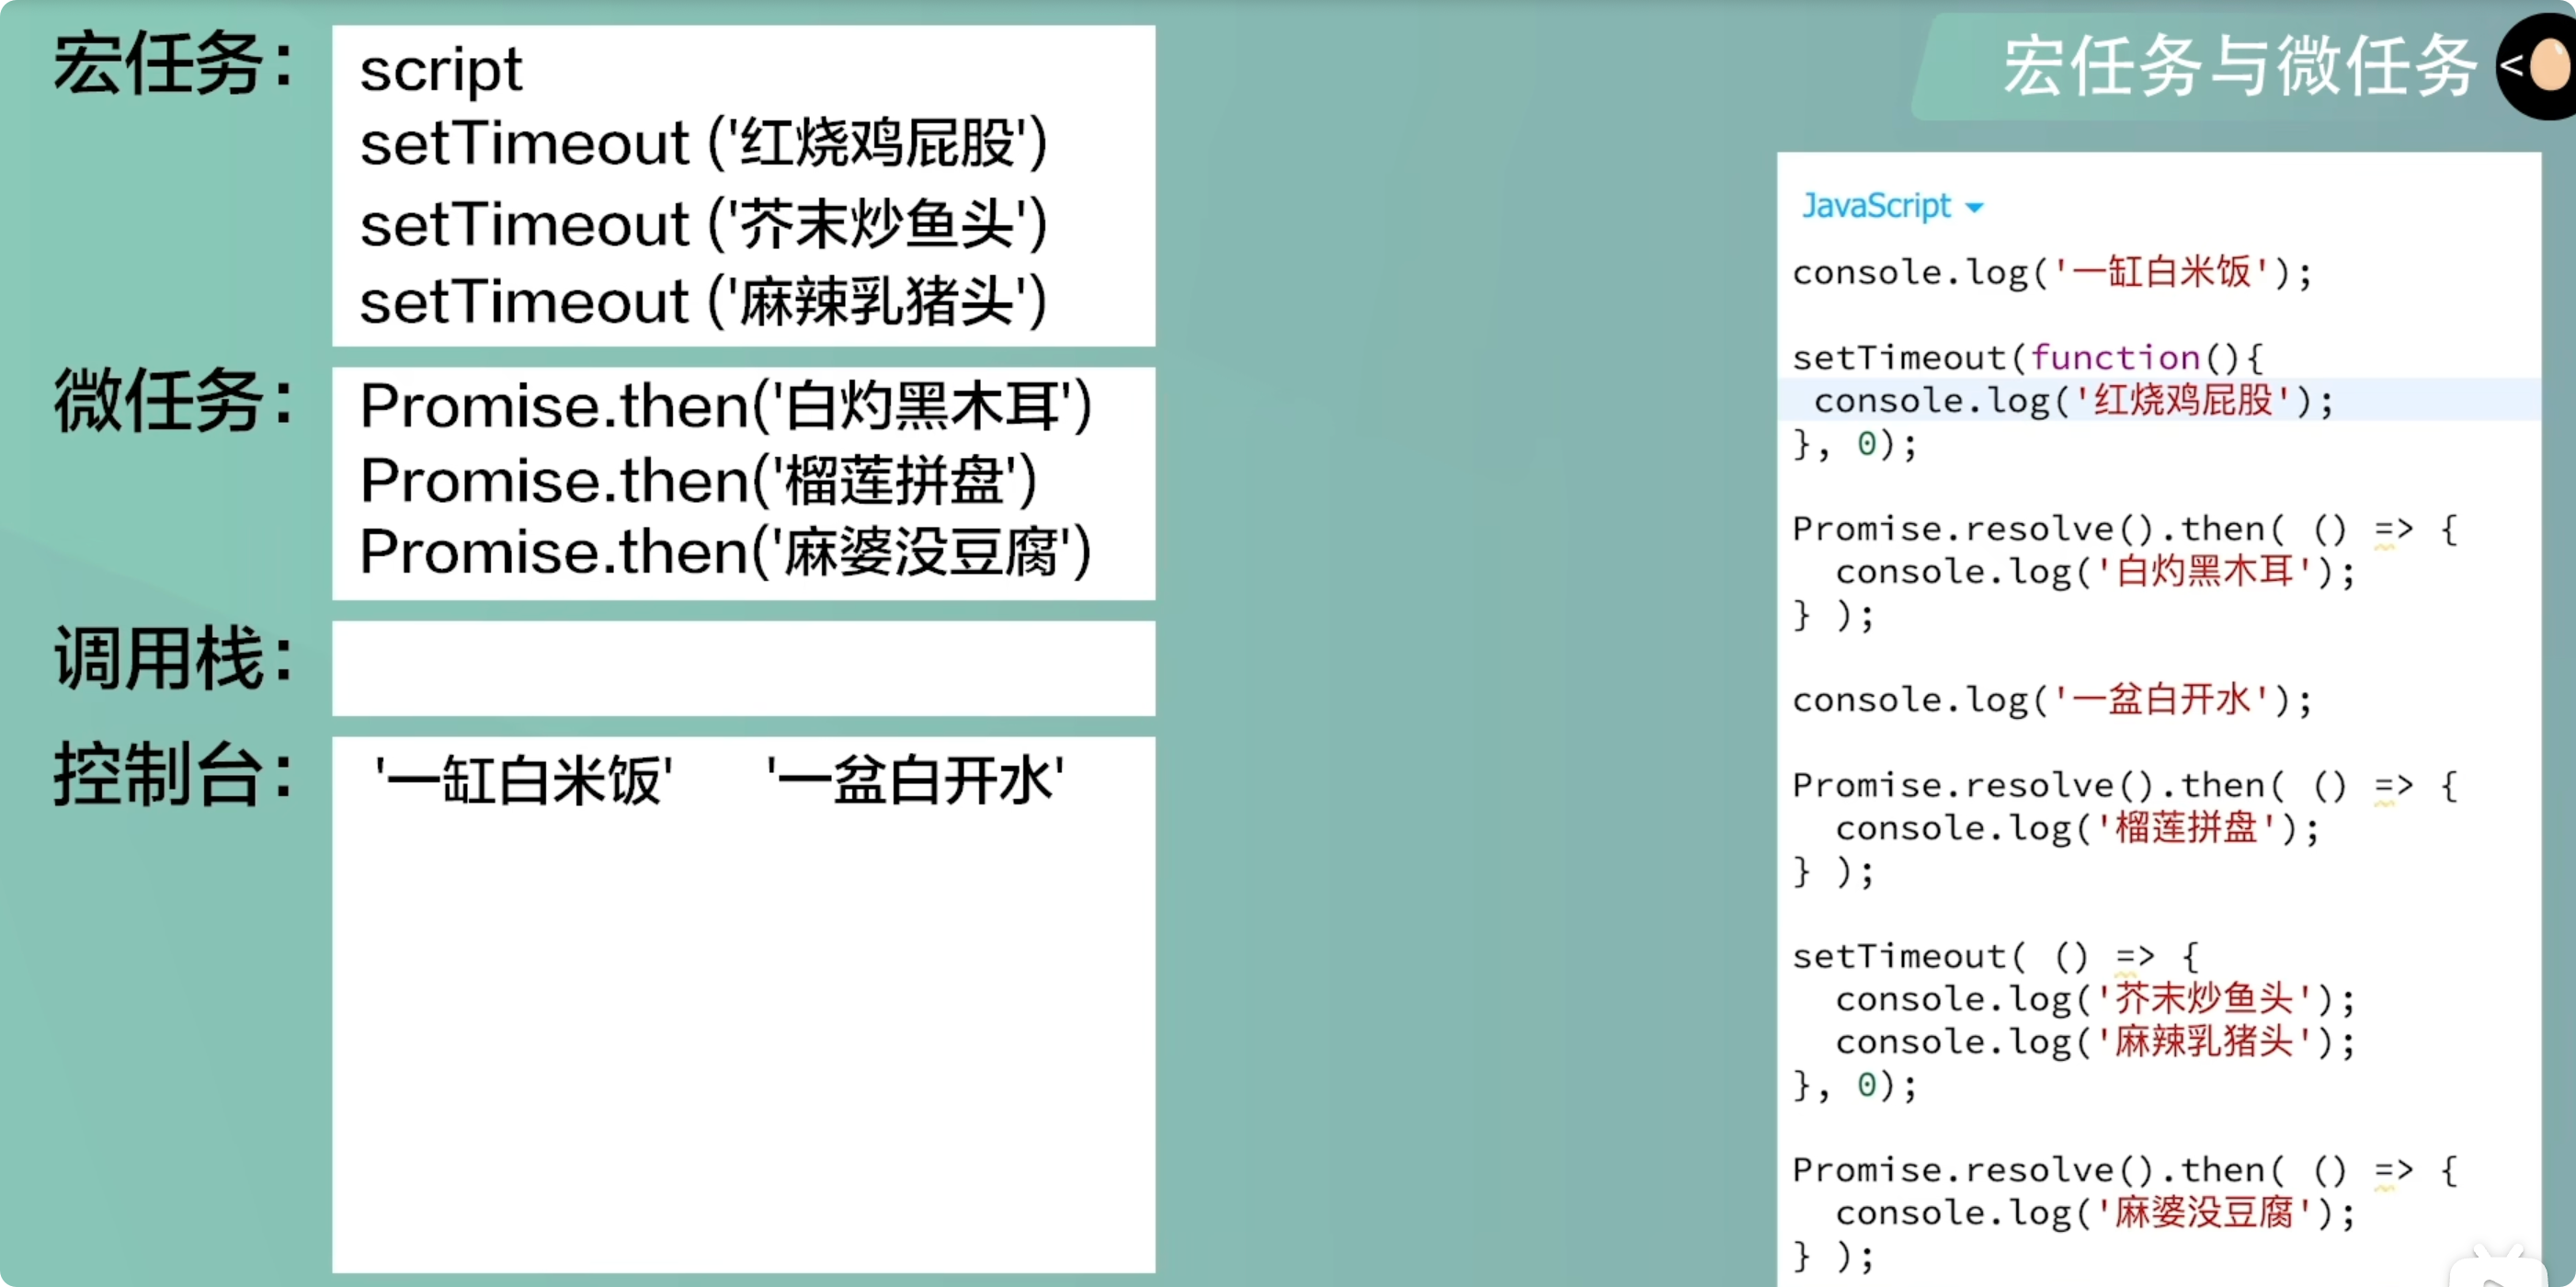 宏任务：
script
setTimeout ('红烧鸡屁股')
setTimeout ('芥末炒鱼头')
setTimeout ('麻辣乳猪头')
微任务：
Promise.then('白灼黑木耳')
Promise.then('榴莲拼盘')
Promise.then('麻婆没豆腐')
调用栈：
控制台：
'一缸白米饭' '一盆白开水'
宏任务与微任务
<
JavaScript
console.log('一缸白米饭');
setTimeout(function(){
console.log('红烧鸡屁股');
}, 0);
Promise.resolve().then( () => {
console.log('白灼黑木耳');
} );
console.log('一盆白开水');
Promise.resolve().then( () => {
console.log('榴莲拼盘');
} );
setTimeout( () => {
console.log('芥末炒鱼头');
console.log('麻辣乳猪头');
}, 0);
Promise.resolve().then( () => {
console.log('麻婆没豆腐');
} );